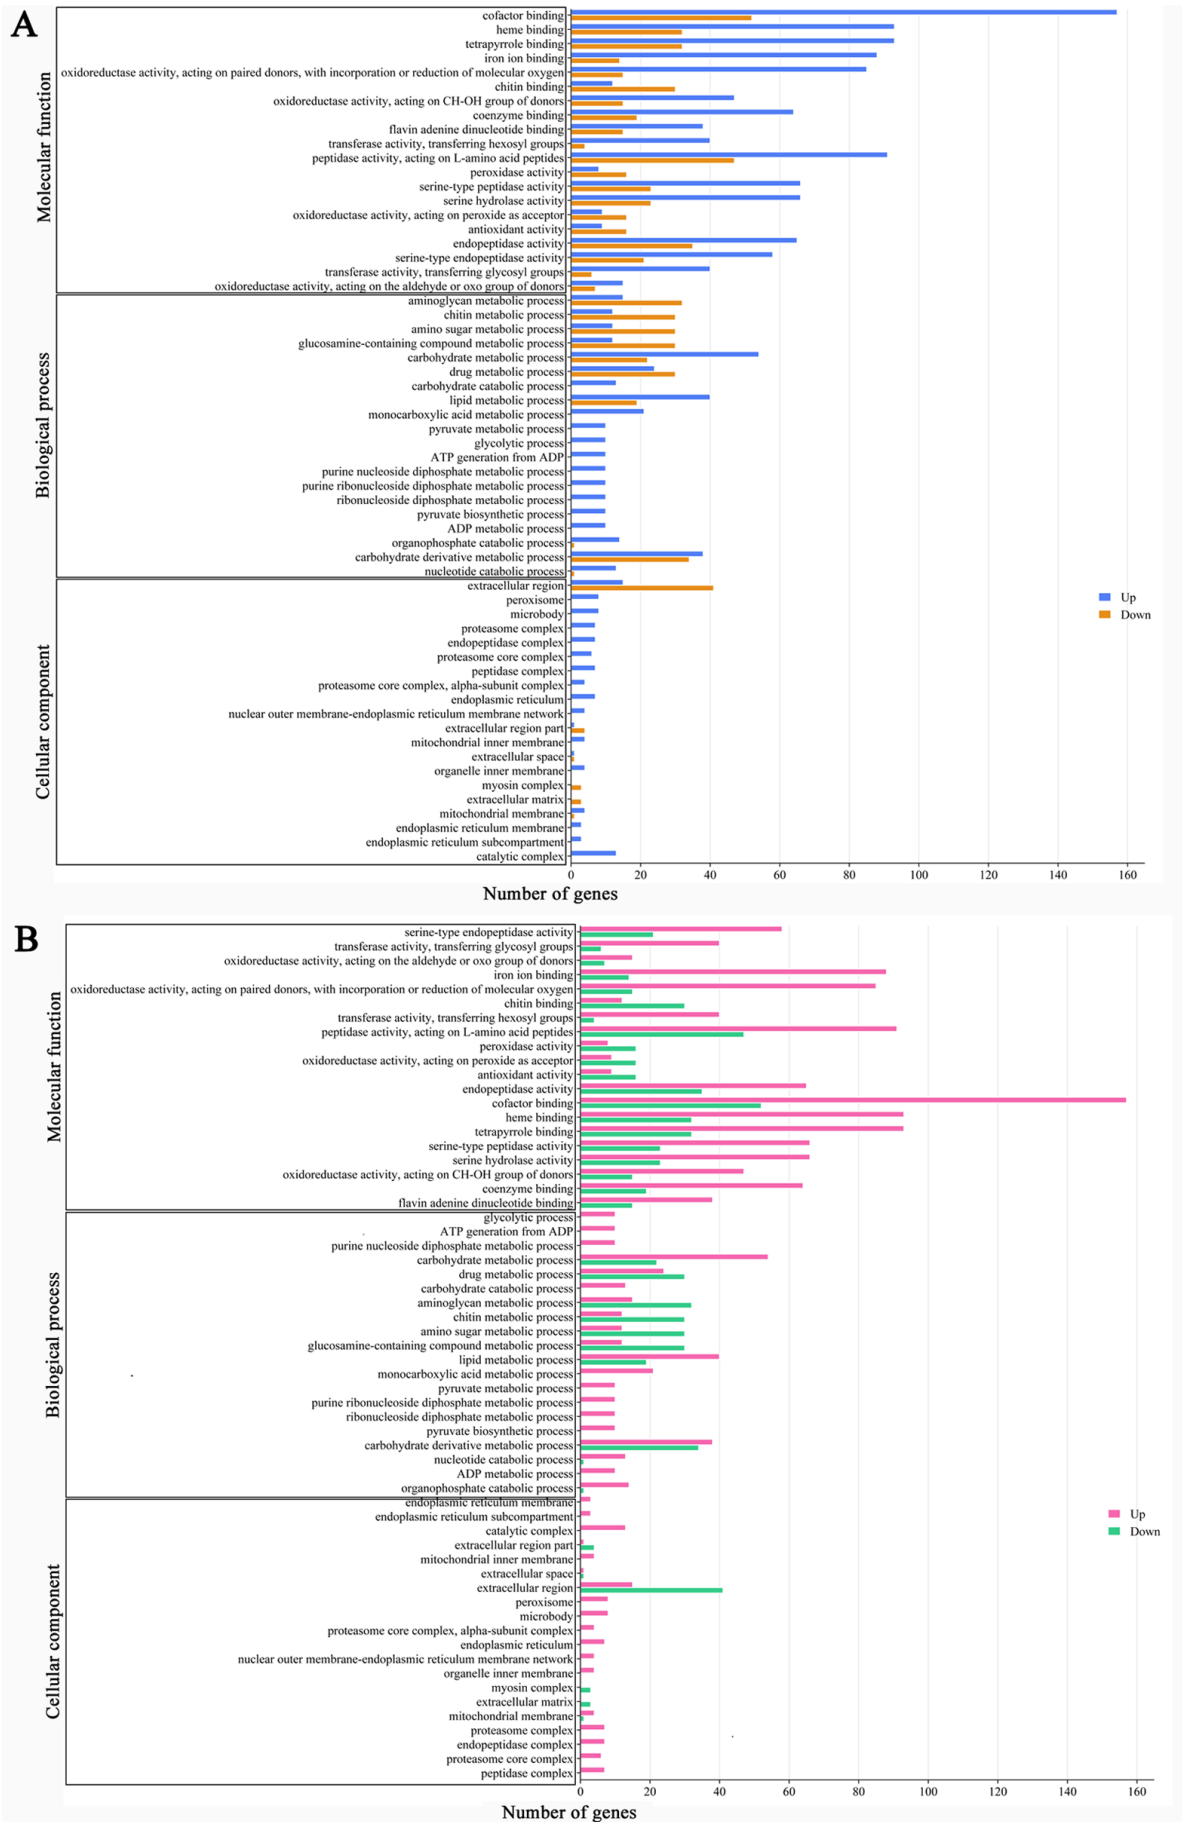 A
Molecular function
cofactor binding
heme binding
tetrapyrrole binding
iron ion binding
oxidoreductase activity, acting on paired donors, with incorporation or reduction of molecular oxygen
chitin binding
oxidoreductase activity, acting on CH-OH group of donors
coenzyme binding
flavin adenine dinucleotide binding
transferase activity, transferring hexosyl groups
peptidase activity, acting on L-amino acid peptides
peroxidase activity
serine-type peptidase activity
serine hydrolase activity
oxidoreductase activity, acting on peroxide as acceptor
antioxidant activity
endopeptidase activity
serine-type endopeptidase activity
transferase activity, transferring glycosyl groups
oxidoreductase activity, acting on the aldehyde or oxo group of donors
Biological process
aminoglycan metabolic process
chitin metabolic process
amino sugar metabolic process
glucosamine-containing compound metabolic process
carbohydrate metabolic process
drug metabolic process
carbohydrate catabolic process
lipid metabolic process
monocarboxylic acid metabolic process
pyruvate metabolic process
glycolytic process
ATP generation from ADP
purine nucleoside diphosphate metabolic process
purine ribonucleoside diphosphate metabolic process
ribonucleoside diphosphate metabolic process
pyruvate biosynthetic process
ADP metabolic process
organophosphate catabolic process
carbohydrate derivative metabolic process
nucleotide catabolic process
Cellular component
extracellular region
peroxisome
microbody
proteasome complex
endopeptidase complex
proteasome core complex
peptidase complex
proteasome core complex, alpha-subunit complex
endoplasmic reticulum
nuclear outer membrane-endoplasmic reticulum membrane network
extracellular region part
mitochondrial inner membrane
extracellular space
organelle inner membrane
myosin complex
extracellular matrix
mitochondrial membrane
endoplasmic reticulum membrane
endoplasmic reticulum subcompartment
catalytic complex
Up
Down
0 20 40 60 80 100 120 140 160
Number of genes
B
Molecular function
serine-type endopeptidase activity
transferase activity, transferring glycosyl groups
oxidoreductase activity, acting on the aldehyde or oxo group of donors
iron ion binding
oxidoreductase activity, acting on paired donors, with incorporation or reduction of molecular oxygen
chitin binding
transferase activity, transferring hexosyl groups
peptidase activity, acting on L-amino acid peptides
peroxidase activity
oxidoreductase activity, acting on peroxide as acceptor
antioxidant activity
endopeptidase activity
cofactor binding
heme binding
tetrapyrrole binding
serine-type peptidase activity
serine hydrolase activity
oxidoreductase activity, acting on CH-OH group of donors
coenzyme binding
flavin adenine dinucleotide binding
Biological process
glycolytic process
ATP generation from ADP
purine nucleoside diphosphate metabolic process
carbohydrate metabolic process
drug metabolic process
carbohydrate catabolic process
aminoglycan metabolic process
chitin metabolic process
amino sugar metabolic process
glucosamine-containing compound metabolic process
lipid metabolic process
monocarboxylic acid metabolic process
pyruvate metabolic process
purine ribonucleoside diphosphate metabolic process
ribonucleoside diphosphate metabolic process
pyruvate biosynthetic process
carbohydrate derivative metabolic process
nucleotide catabolic process
ADP metabolic process
organophosphate catabolic process
Cellular component
endoplasmic reticulum membrane
endoplasmic reticulum subcompartment
catalytic complex
extracellular region part
mitochondrial inner membrane
extracellular space
extracellular region
peroxisome
microbody
proteasome core complex, alpha-subunit complex
endoplasmic reticulum
nuclear outer membrane-endoplasmic reticulum membrane network
organelle inner membrane
myosin complex
extracellular matrix
mitochondrial membrane
proteasome complex
endopeptidase complex
proteasome core complex
peptidase complex
Up
Down
0 20 40 60 80 100 120 140 160
Number of genes